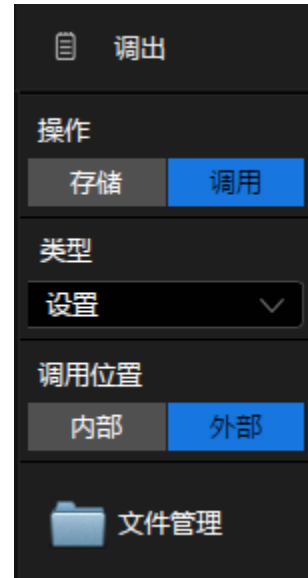 调出
操作
存储 调用
类型
设置
调用位置
内部 外部
文件管理